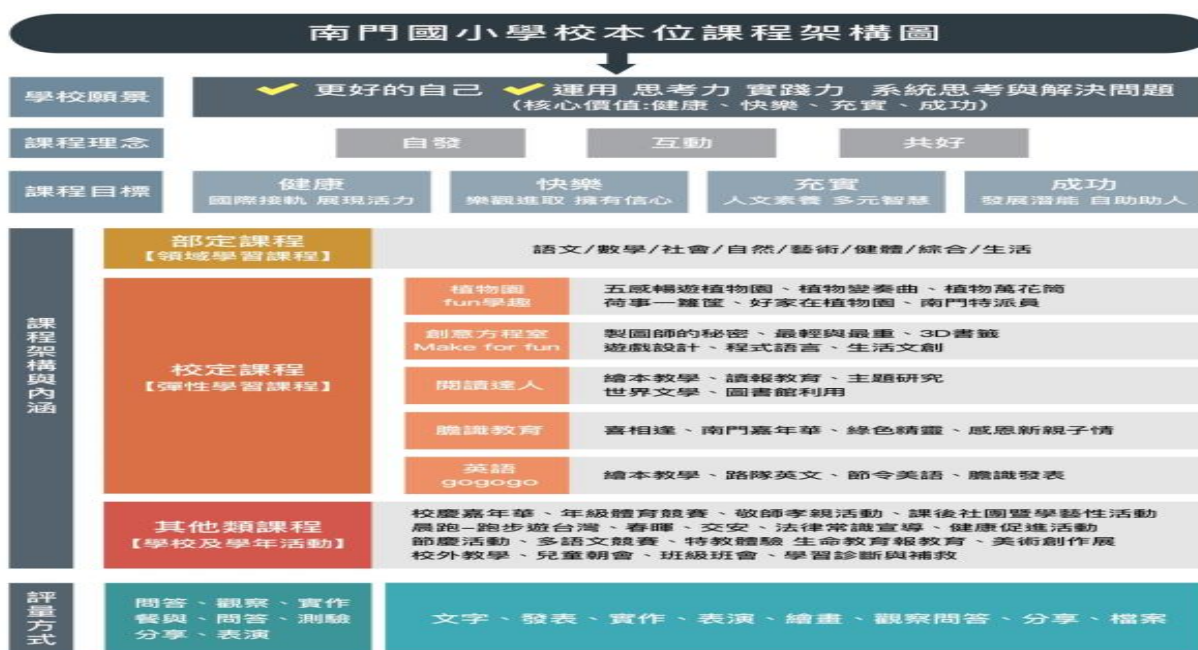 南門國小學校本位課程架構圖
學校願景
更好的自己 運用 思考力 實踐力 系統思考與解決問題
(核心價值:健康、快樂、充實、成功)
課程理念
自發
互動
共好
課程目標
健康
國際接軌 展現活力
快樂
樂觀進取 擁有信心
充實
人文素養 多元智慧
成功
發展潛能 自助助人
課程架構與內涵
部定課程
【領域學習課程】
語文/數學/社會/自然/藝術/健體/綜合/生活
校定課程
【彈性學習課程】
植物園
fun學趣
五感暢遊植物園、植物變奏曲、植物萬花筒
荷事一籮筐、好家在植物園、南門特派員
創意方程室
Make for fun
製圖師的秘密、最輕與最重、3D書籤
遊戲設計、程式語言、生活文創
閱讀達人
繪本教學、讀報教育、主題研究
世界文學、圖書館利用
膽識教育
喜相逢、南門嘉年華、綠色精靈、感恩新親子情
英語
gogogo
繪本教學、路隊英文、節令美語、膽識發表
其他類課程
【學校及學年活動】
校慶嘉年華、年級體育競賽、敬師孝親活動、課後社團暨學藝性活動
晨跑-跑步遊台灣、春暉、交安、法律常識宣導、健康促進活動
節慶活動、多語文競賽、特教體驗 生命教育報教育、美術創作展
校外教學、兒童朝會、班級班會、學習診斷與補救
評量方式
問答、觀察、實作
餐與、問答、測驗
分享、表演
文字、發表、實作、表演、繪畫、觀察問答、分享、檔案